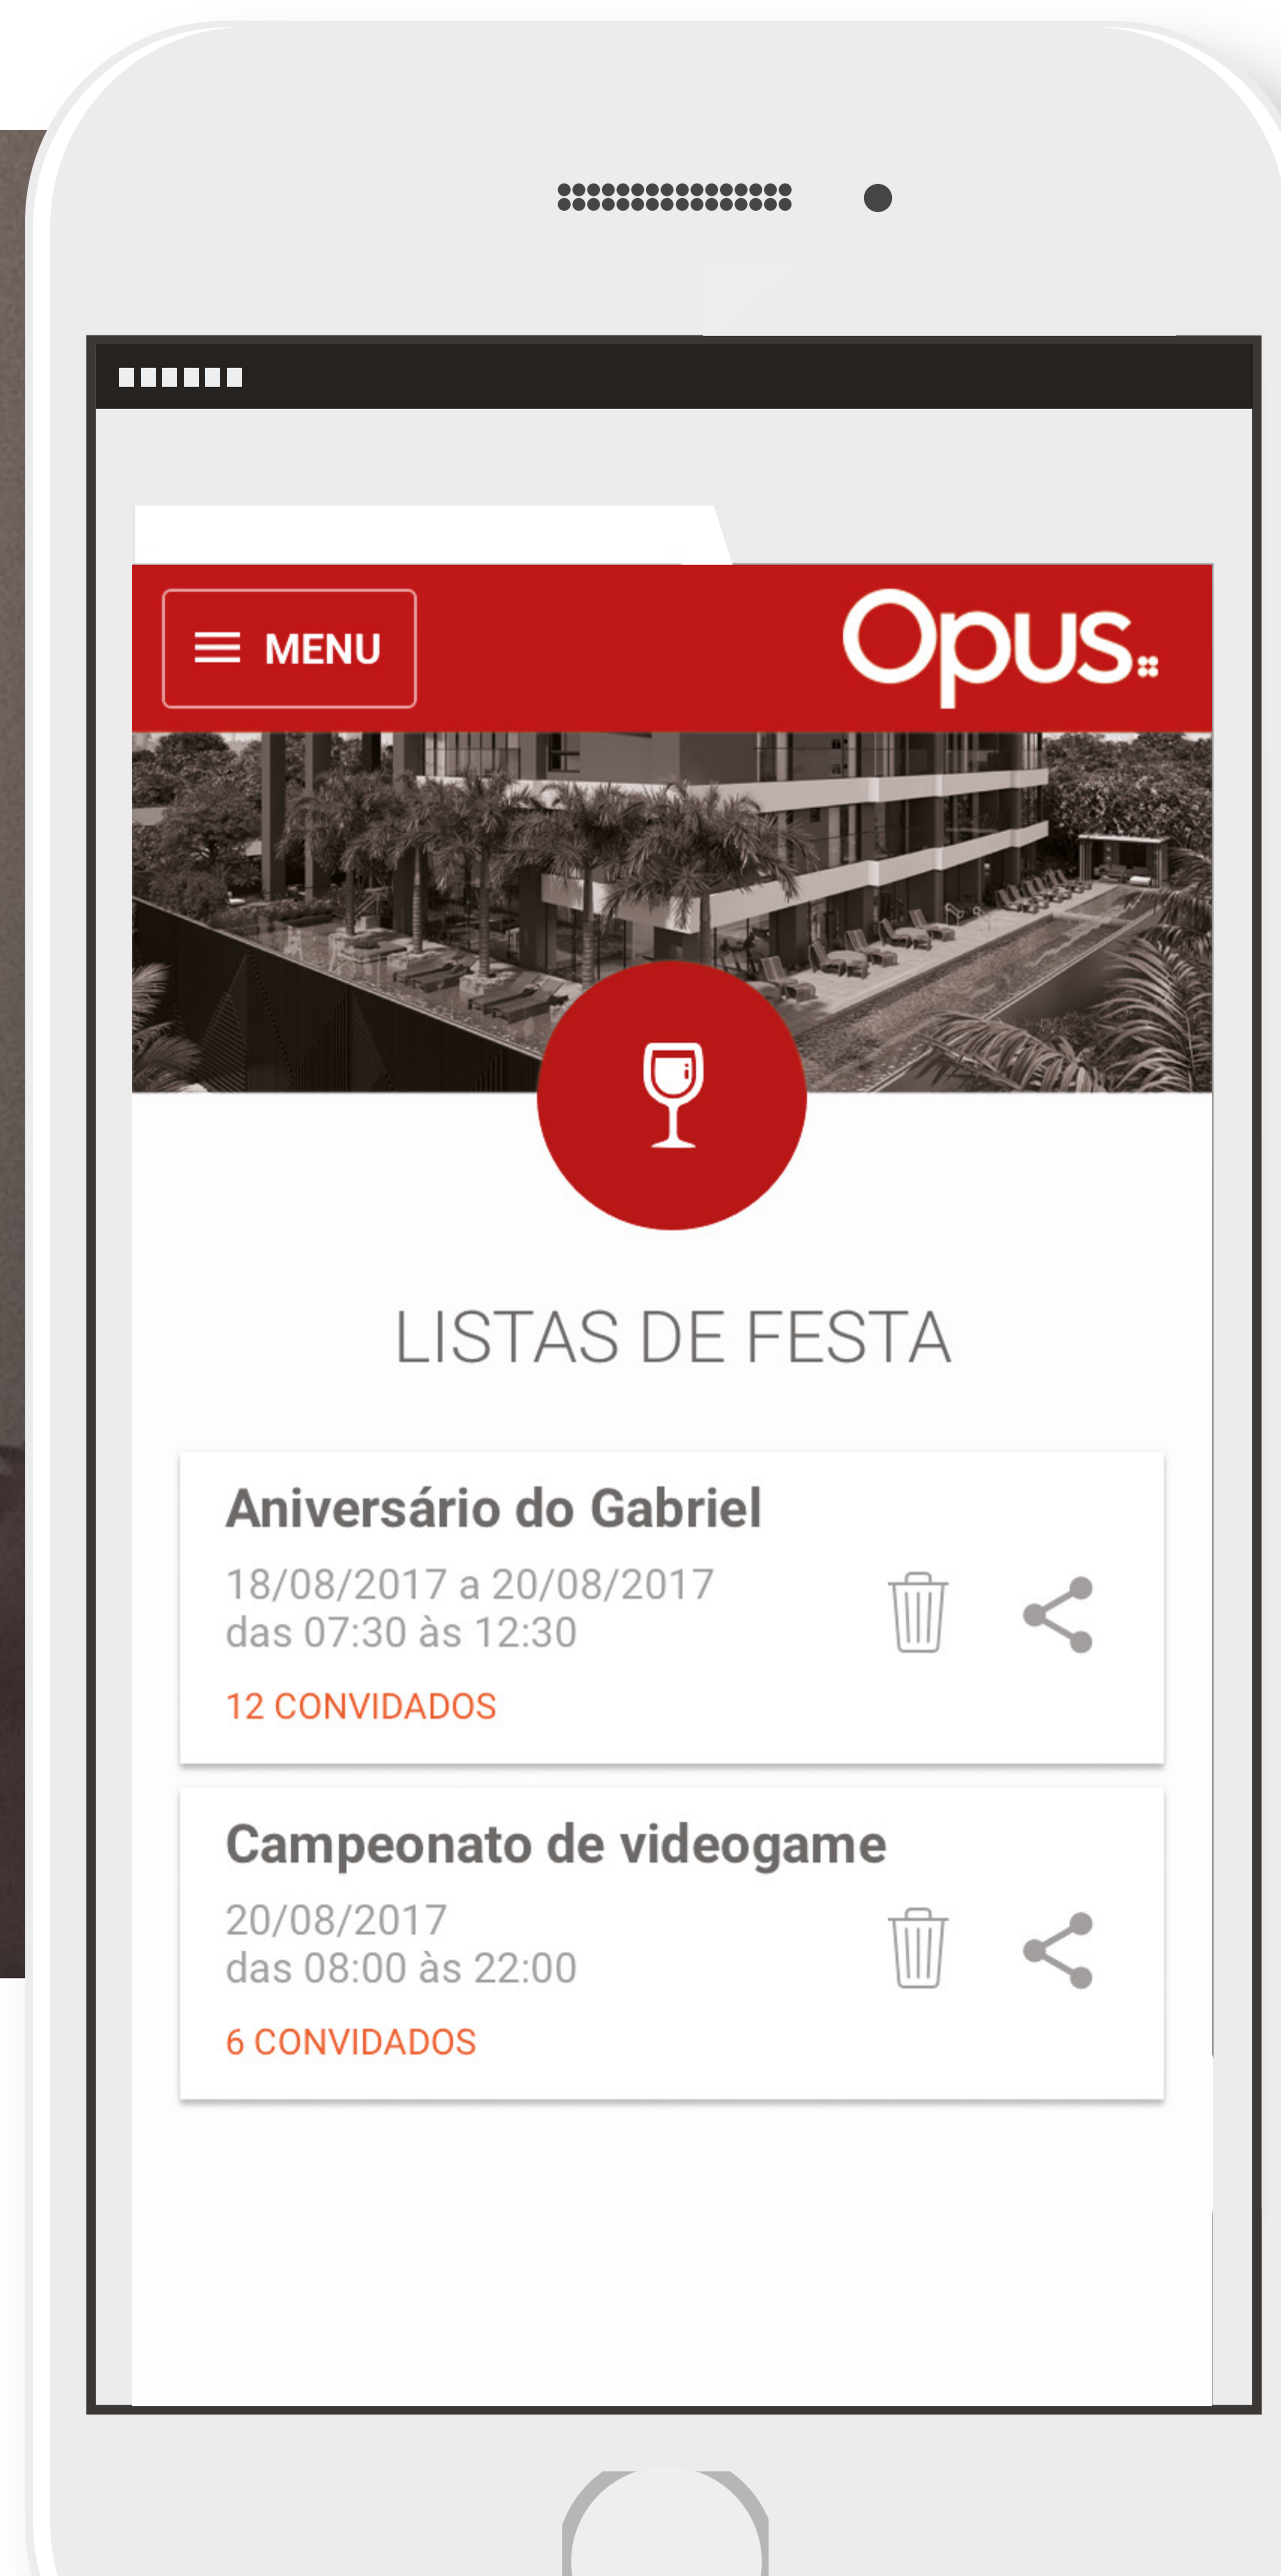 MENU
Opus
LISTAS DE FESTA
Aniversário do Gabriel
18/08/2017 a 20/08/2017
das 07:30 às 12:30
12 CONVIDADOS
Campeonato de videogame
20/08/2017
das 08:00 às 22:00
6 CONVIDADOS